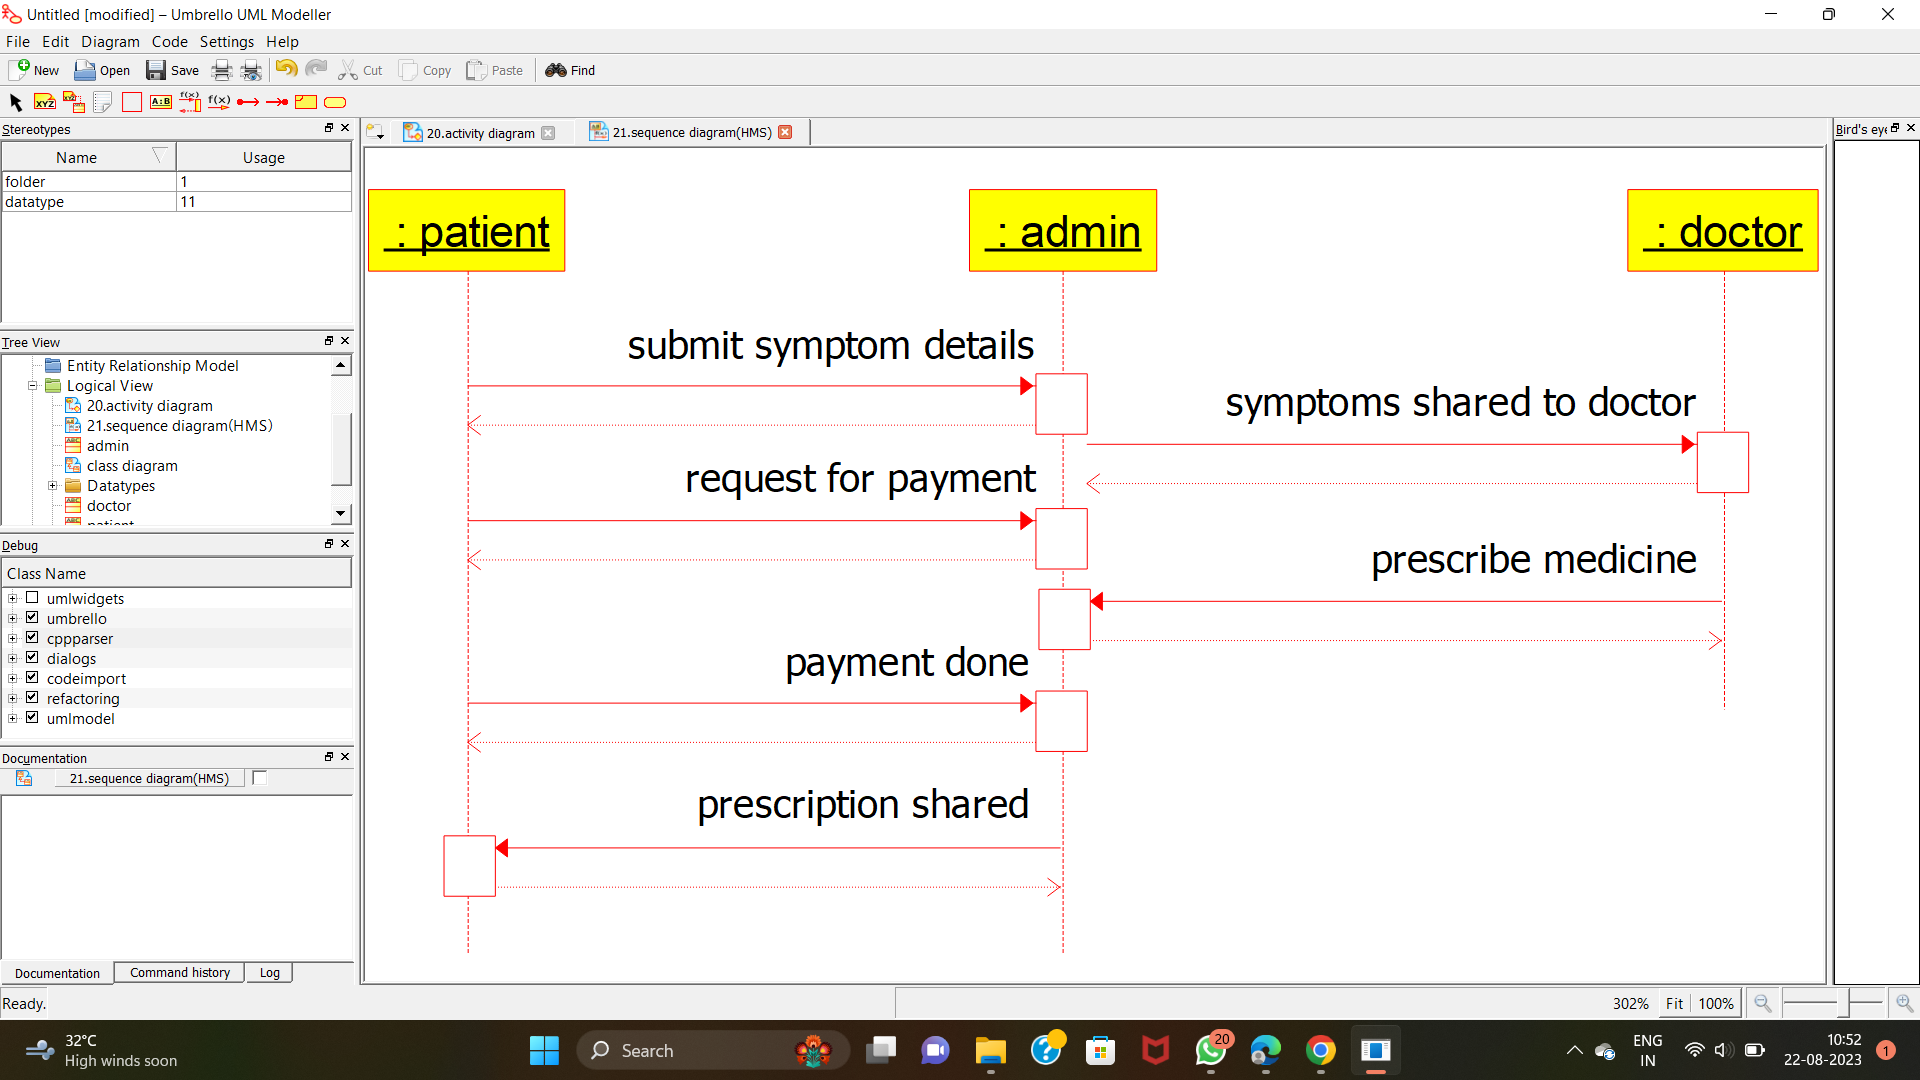 Untitled [modified] – Umbrello UML Modeller
File Edit Diagram Code Settings Help
New Open Save Cut Copy Paste Find
XYZ A:B f(x) f(x)
Stereotypes
Name Usage
folder 1
datatype 11
Tree View
Entity Relationship Model
Logical View
20.activity diagram
21.sequence diagram(HMS)
admin
class diagram
Datatypes
doctor
patient
Debug
Class Name
umlwidgets
umbrello
cppparser
dialogs
codeimport
refactoring
umlmodel
Documentation
21.sequence diagram(HMS)
Documentation Command history Log
Ready.
20.activity diagram 21.sequence diagram(HMS)
Bird's eye
: patient : admin : doctor
submit symptom details
symptoms shared to doctor
request for payment
prescribe medicine
payment done
prescription shared
302% Fit 100%
32°C
High winds soon
Search
20
ENG
IN
10:52
22-08-2023
1